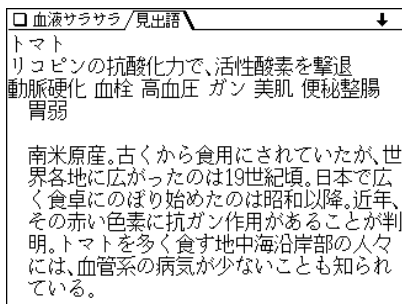 血液サラサラ 見出語 ↓
トマト
リコピンの抗酸化力で、活性酸素を撃退
動脈硬化 血栓 高血圧 ガン 美肌 便秘整腸
胃弱
南米原産。古くから食用にされていたが、世
界各地に広がったのは19世紀頃。日本で広
く食卓にのぼり始めたのは昭和以降。近年、
その赤い色素に抗ガン作用があることが判
明。トマトを多く食す地中海沿岸部の人々
には、血管系の病気が少ないことも知られ
ている。